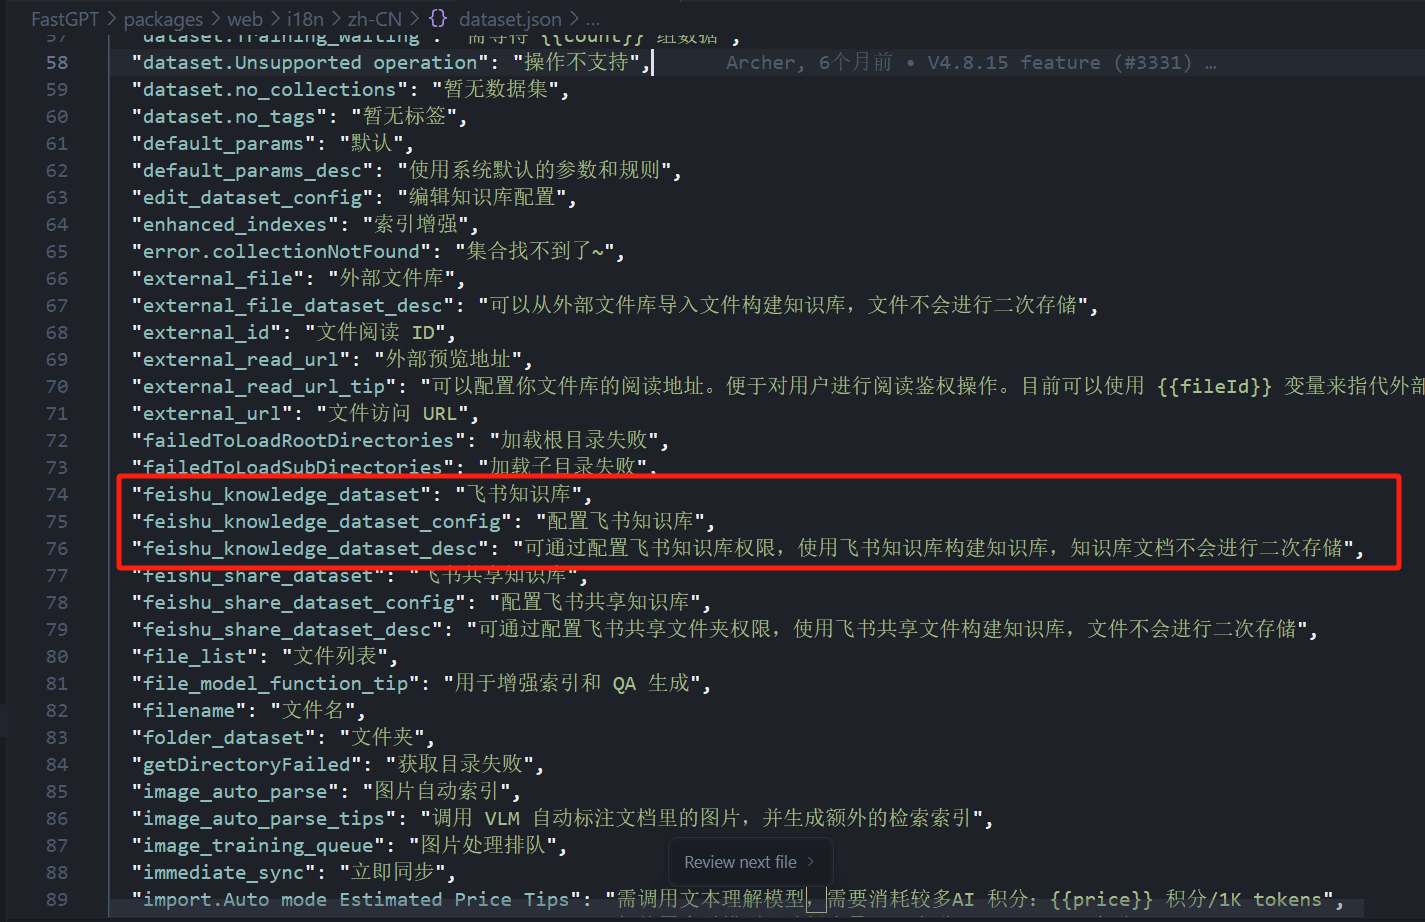 FastGPT > packages > web > i18n > zh-CN > {} dataset.json > ...
57 "dataset.Training_Waiting": "需等待 {{count}} 组数据",
58 "dataset.Unsupported operation": "操作不支持", Archer, 6个月前 • V4.8.15 feature (#3331) …
59 "dataset.no_collections": "暂无数据集",
60 "dataset.no_tags": "暂无标签",
61 "default_params": "默认",
62 "default_params_desc": "使用系统默认的参数和规则",
63 "edit_dataset_config": "编辑知识库配置",
64 "enhanced_indexes": "索引增强",
65 "error.collectionNotFound": "集合找不到了~",
66 "external_file": "外部文件库",
67 "external_file_dataset_desc": "可以从外部文件库导入文件构建知识库，文件不会进行二次存储",
68 "external_id": "文件阅读 ID",
69 "external_read_url": "外部预览地址",
70 "external_read_url_tip": "可以配置你文件库的阅读地址。便于对用户进行阅读鉴权操作。目前可以使用 {{fileId}} 变量来指代外部
71 "external_url": "文件访问 URL",
72 "failedToLoadRootDirectories": "加载根目录失败",
73 "failedToLoadSubDirectories": "加载子目录失败",
74 "feishu_knowledge_dataset": "飞书知识库",
75 "feishu_knowledge_dataset_config": "配置飞书知识库",
76 "feishu_knowledge_dataset_desc": "可通过配置飞书知识库权限，使用飞书知识库构建知识库，知识库文档不会进行二次存储",
77 "feishu_share_dataset": "飞书共享知识库",
78 "feishu_share_dataset_config": "配置飞书共享知识库",
79 "feishu_share_dataset_desc": "可通过配置飞书共享文件夹权限，使用飞书共享文件构建知识库，文件不会进行二次存储",
80 "file_list": "文件列表",
81 "file_model_function_tip": "用于增强索引和 QA 生成",
82 "filename": "文件名",
83 "folder_dataset": "文件夹",
84 "getDirectoryFailed": "获取目录失败",
85 "image_auto_parse": "图片自动索引",
86 "image_auto_parse_tips": "调用 VLM 自动标注文档里的图片，并生成额外的检索索引",
87 "image_training_queue": "图片处理排队",
Review next file >
88 "immediate_sync": "立即同步",
89 "import.Auto mode Estimated Price Tips": "需调用文本理解模型，需要消耗较多AI 积分：{{price}} 积分/1K tokens",